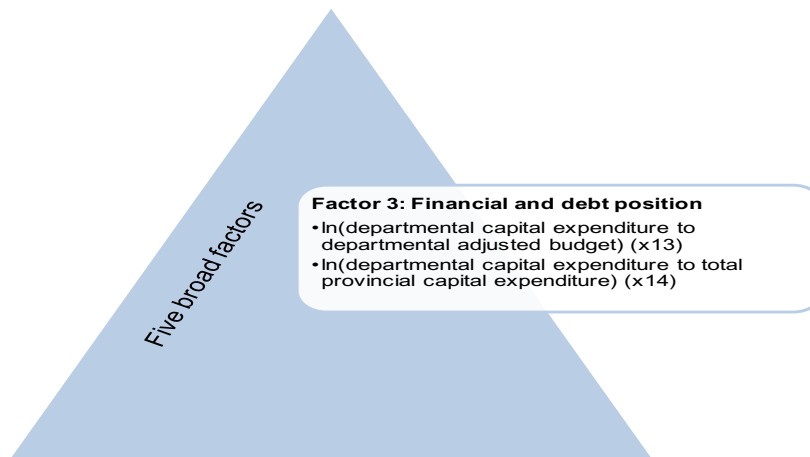 Five broad factors
Factor 3: Financial and debt position
•ln(departmental capital expenditure to
departmental adjusted budget) (x13)
•ln(departmental capital expenditure to total
provincial capital expenditure) (x14)